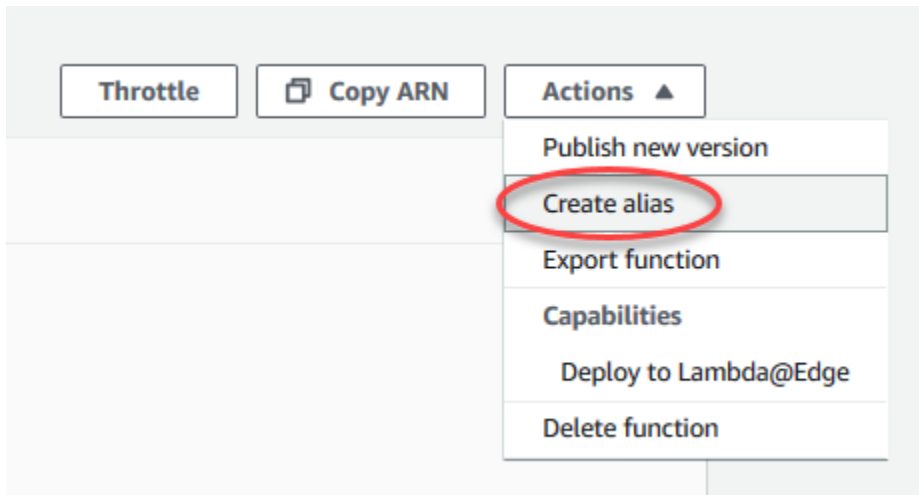 Throttle Copy ARN Actions
Publish new version
Create alias
Export function
Capabilities
Deploy to Lambda@Edge
Delete function